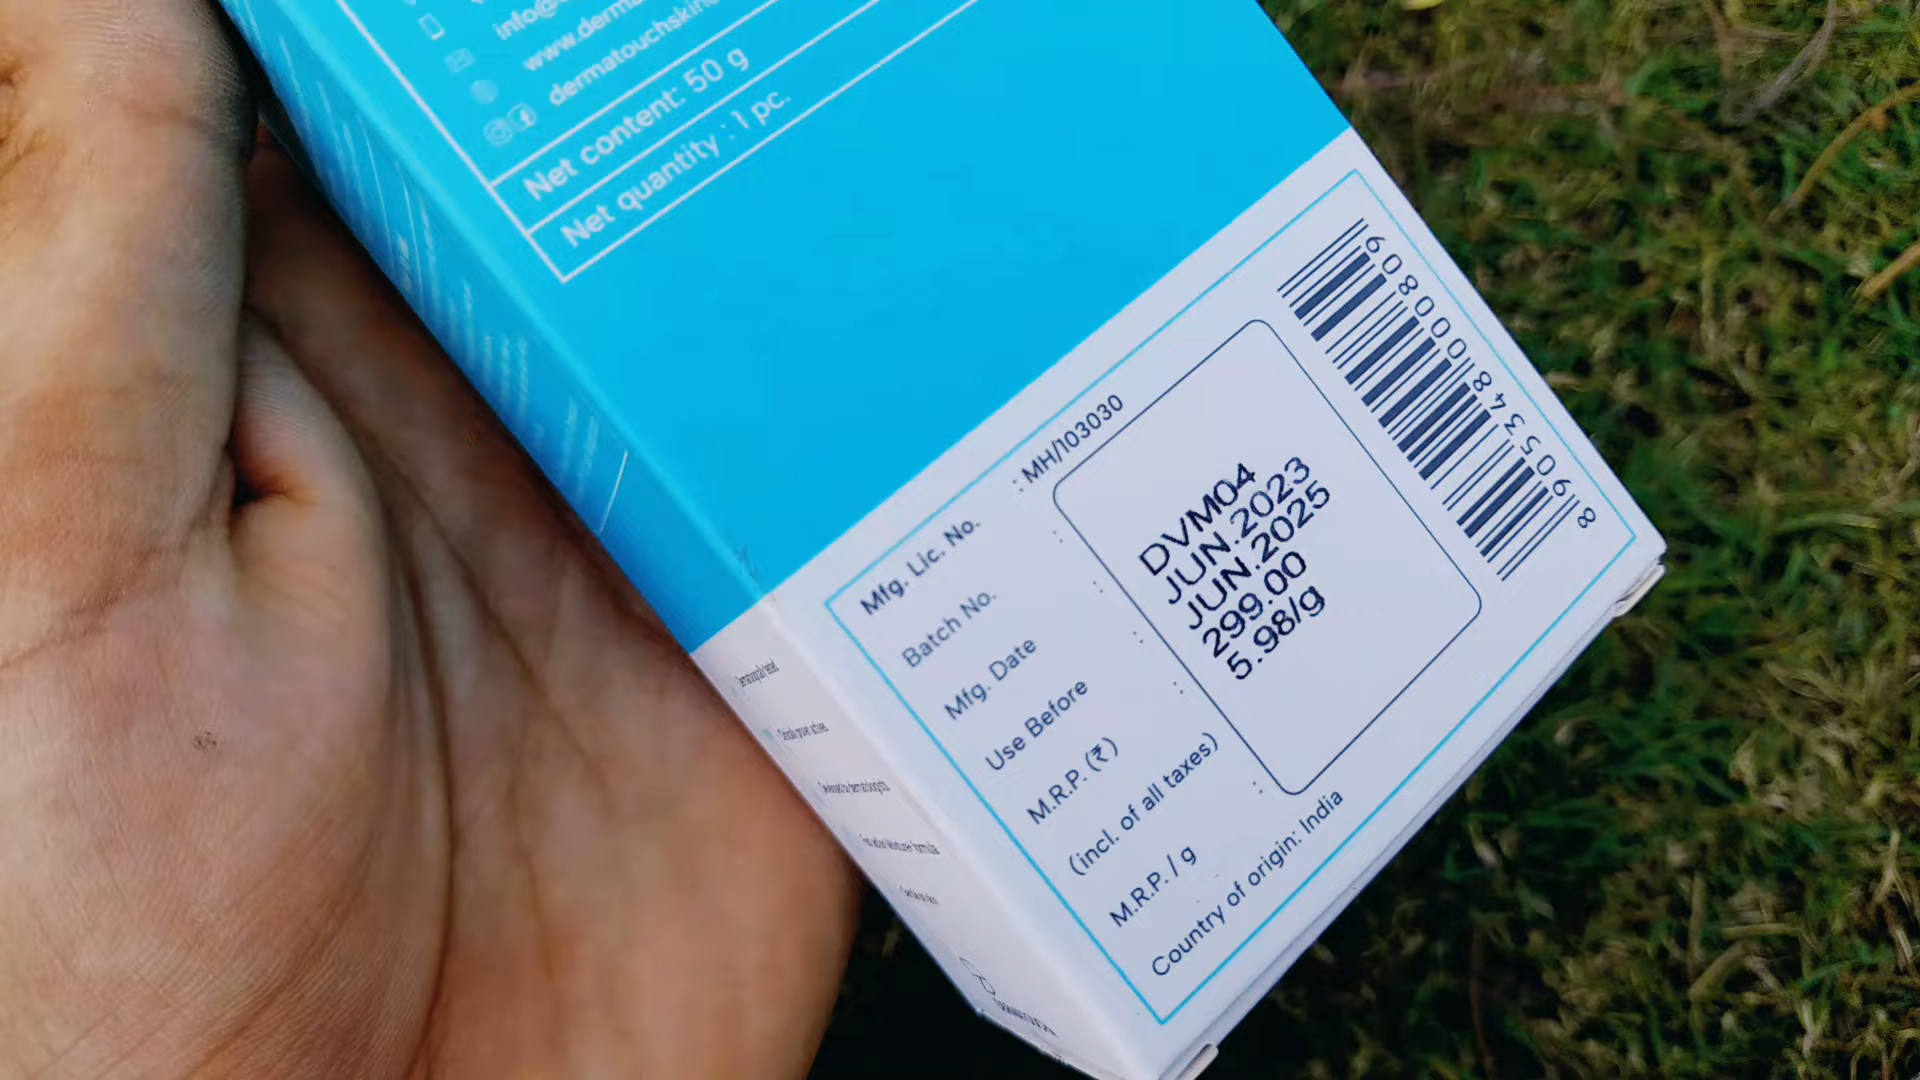 info@
www.derma
dermatouchskin
Net content: 50 g
Net quantity : 1 pc.
Mfg. Lic. No. : MH/103030
Batch No. : DVM04
Mfg. Date : JUN.2023
Use Before : JUN.2025
M.R.P. (₹) : 299.00
(incl. of all taxes)
M.R.P. / g : 5.98/g
Country of origin: India
8 905348 000809